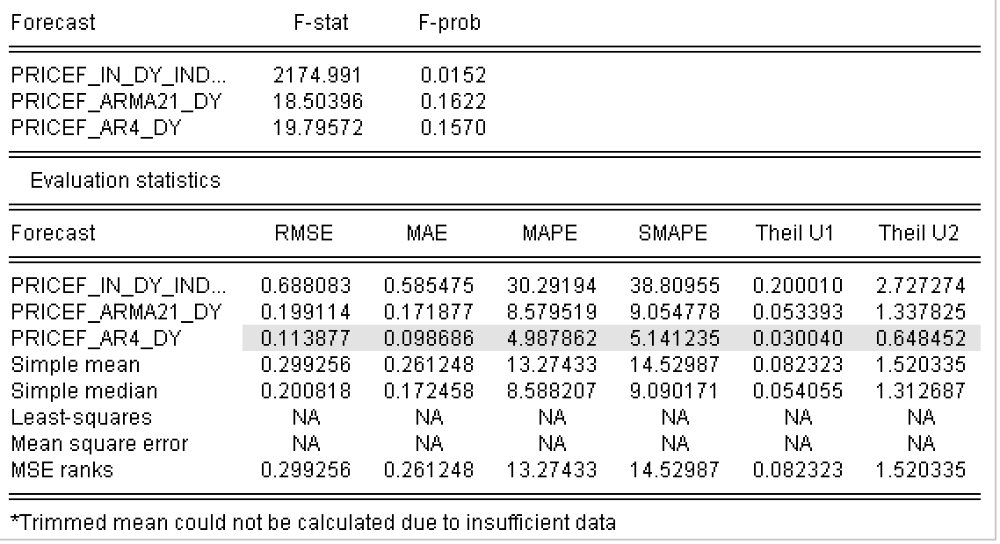 Forecast F-stat F-prob
PRICEF_IN_DY_IND... 2174.991 0.0152
PRICEF_ARMA21_DY 18.50396 0.1622
PRICEF_AR4_DY 19.79572 0.1570
Evaluation statistics
Forecast RMSE MAE MAPE SMAPE Theil U1 Theil U2
PRICEF_IN_DY_IND... 0.688083 0.585475 30.29194 38.80955 0.200010 2.727274
PRICEF_ARMA21_DY 0.199114 0.171877 8.579519 9.054778 0.053393 1.337825
PRICEF_AR4_DY 0.113877 0.098686 4.987862 5.141235 0.030040 0.648452
Simple mean 0.299256 0.261248 13.27433 14.52987 0.082323 1.520335
Simple median 0.200818 0.172458 8.588207 9.090171 0.054055 1.312687
Least-squares NA NA NA NA NA NA
Mean square error NA NA NA NA NA NA
MSE ranks 0.299256 0.261248 13.27433 14.52987 0.082323 1.520335
*Trimmed mean could not be calculated due to insufficient data